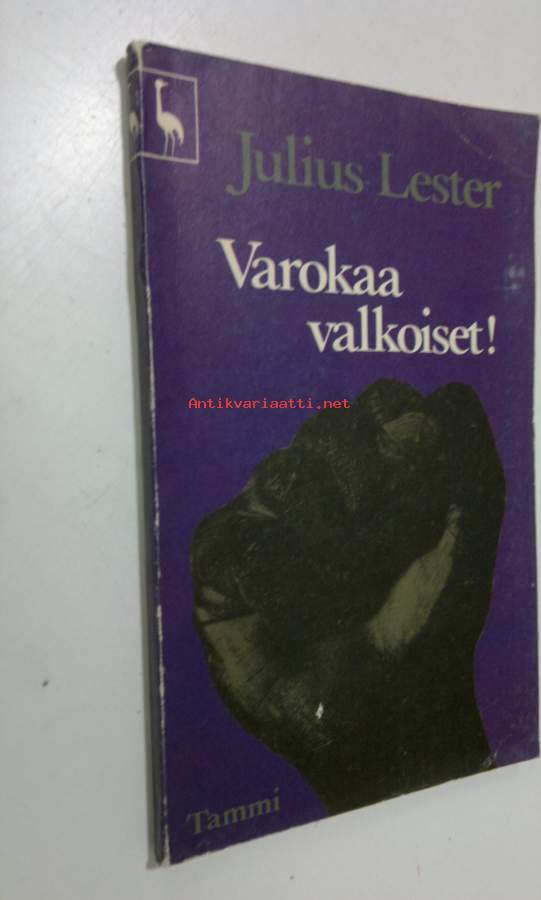 Julius Lester
Varokaa
valkoiset!
Antikvariaatti.net
Tammi